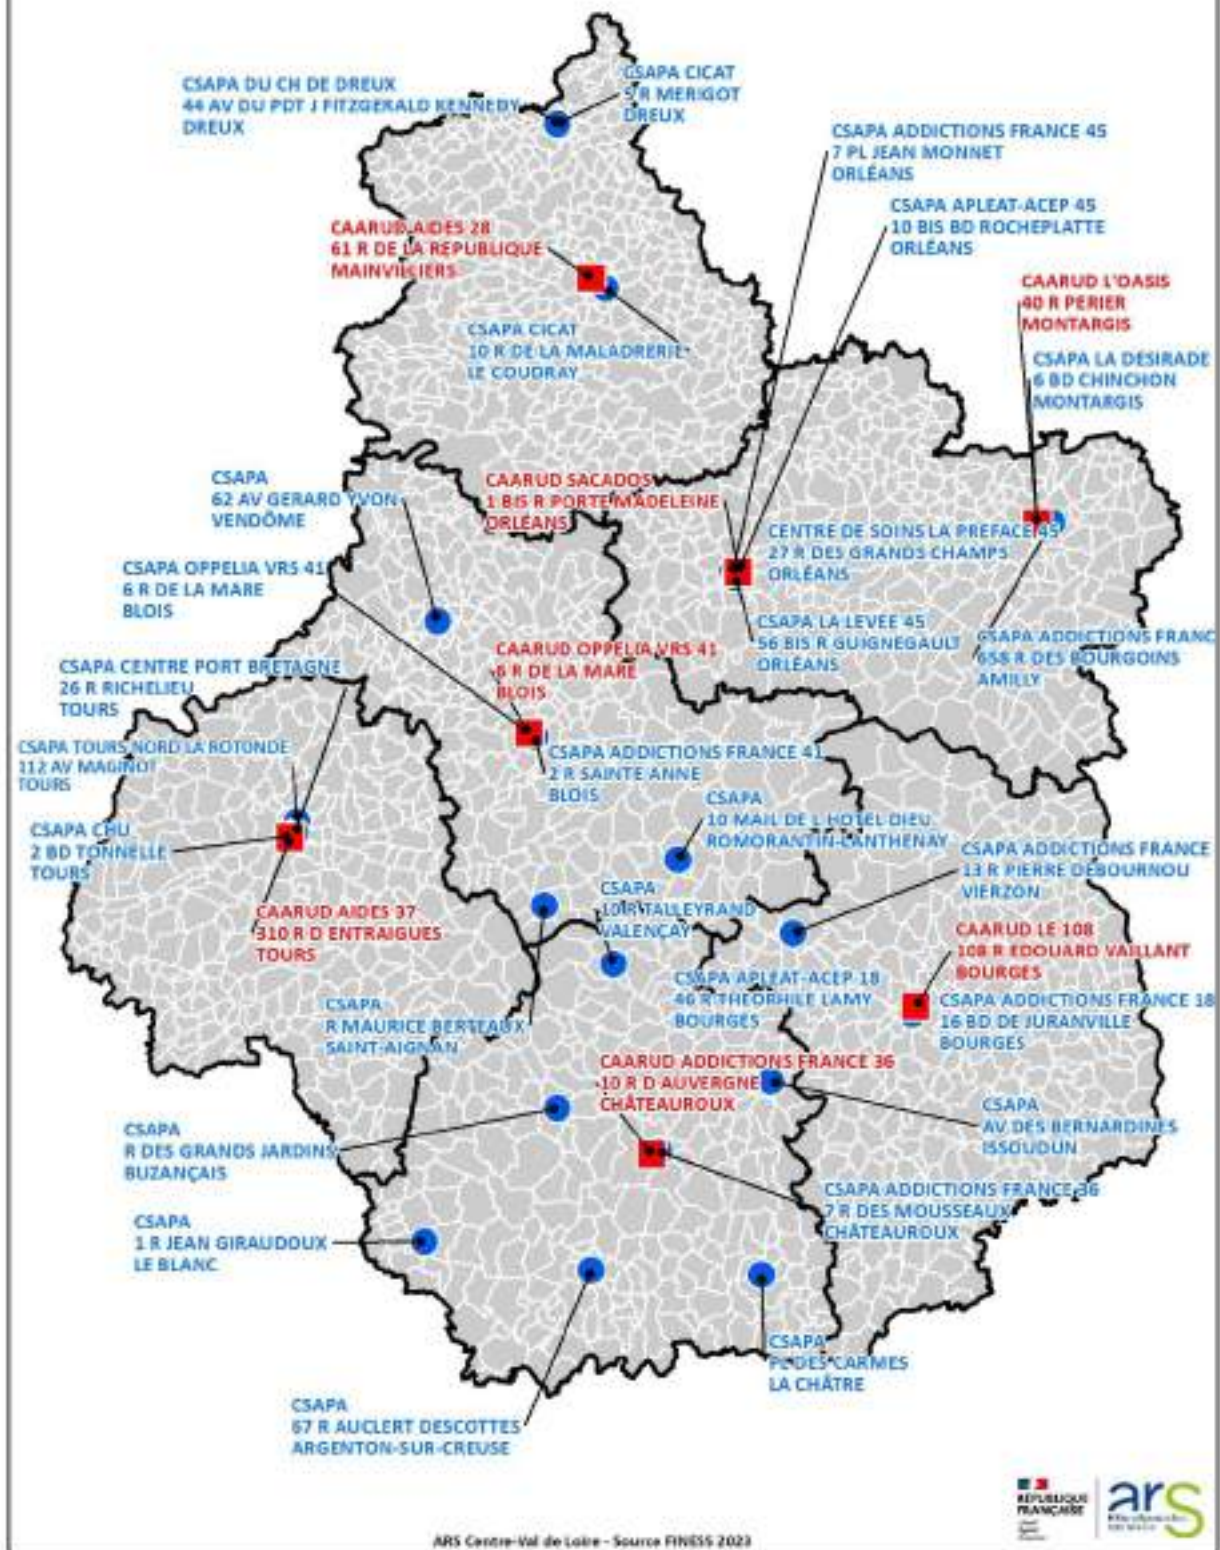 CSAPA DU CH DE DREUX
44 AV DU PDT J FITZGERALD KENNEDY
DREUX
CSAPA CICAT
5 R MERIGOT
DREUX
CSAPA ADDICTIONS FRANCE 45
7 PL JEAN MONNET
ORLÉANS
CSAPA APLEAT-ACEP 45
10 BIS BD ROCHEPLATTE
ORLÉANS
CAARUD AIDES 28
61 R DE LA REPUBLIQUE
MAINVILLIERS
CAARUD L'OASIS
40 R PERIER
MONTARGIS
CSAPA CICAT
10 R DE LA MALADRERIE
LE COUDRAY
CSAPA LA DESIRADE
6 BD CHINCHON
MONTARGIS
CSAPA
62 AV GERARD YVON
VENDÔME
CAARUD SACADOS
1 BIS R PORTE MADELEINE
ORLÉANS
CENTRE DE SOINS LA PREFACE 45
27 R DES GRANDS CHAMPS
ORLÉANS
CSAPA OPPELIA VRS 41
6 R DE LA MARE
BLOIS
CSAPA LA LEVEE 45
56 BIS R GUIGNEGAULT
ORLÉANS
CSAPA ADDICTIONS FRANC
658 R DES BOURGOINS
AMILLY
CAARUD OPPELIA VRS 41
6 R DE LA MARE
BLOIS
CSAPA CENTRE PORT BRETAGNE
26 R RICHELIEU
TOURS
CSAPA TOURS NORD LA ROTONDE
112 AV MAGINOT
TOURS
CSAPA ADDICTIONS FRANCE 41
2 R SAINTE ANNE
BLOIS
CSAPA
10 MAIL DE L HOTEL DIEU
ROMORANTIN-LANTHENAY
CSAPA CHU
2 BD TONNELLE
TOURS
CSAPA ADDICTIONS FRANCE
13 R PIERRE DEBOURNOU
VIERZON
CSAPA
10 R TALLEYRAND
VALENÇAY
CAARUD AIDES 37
310 R D ENTRAIGUES
TOURS
CAARUD LE 108
108 R EDOUARD VAILLANT
BOURGES
CSAPA APLEAT-ACEP 18
46 R THEOPHILE LAMY
BOURGES
CSAPA
R MAURICE BERTEAUX
SAINT-AIGNAN
CSAPA ADDICTIONS FRANCE 18
16 BD DE JURANVILLE
BOURGES
CAARUD ADDICTIONS FRANCE 36
10 R D AUVERGNE
CHÂTEAUROUX
CSAPA
AV DES BERNARDINES
ISSOUDUN
CSAPA
R DES GRANDS JARDINS
BUZANÇAIS
CSAPA ADDICTIONS FRANCE 36
7 R DES MOUSSEAUX
CHÂTEAUROUX
CSAPA
1 R JEAN GIRAUDOUX
LE BLANC
CSAPA
PL DES CARMES
LA CHÂTRE
CSAPA
67 R AUCLERT DESCOTTES
ARGENTON-SUR-CREUSE
RÉPUBLIQUE
FRANÇAISE
ars
ARS Centre-Val de Loire - Source FINESS 2023